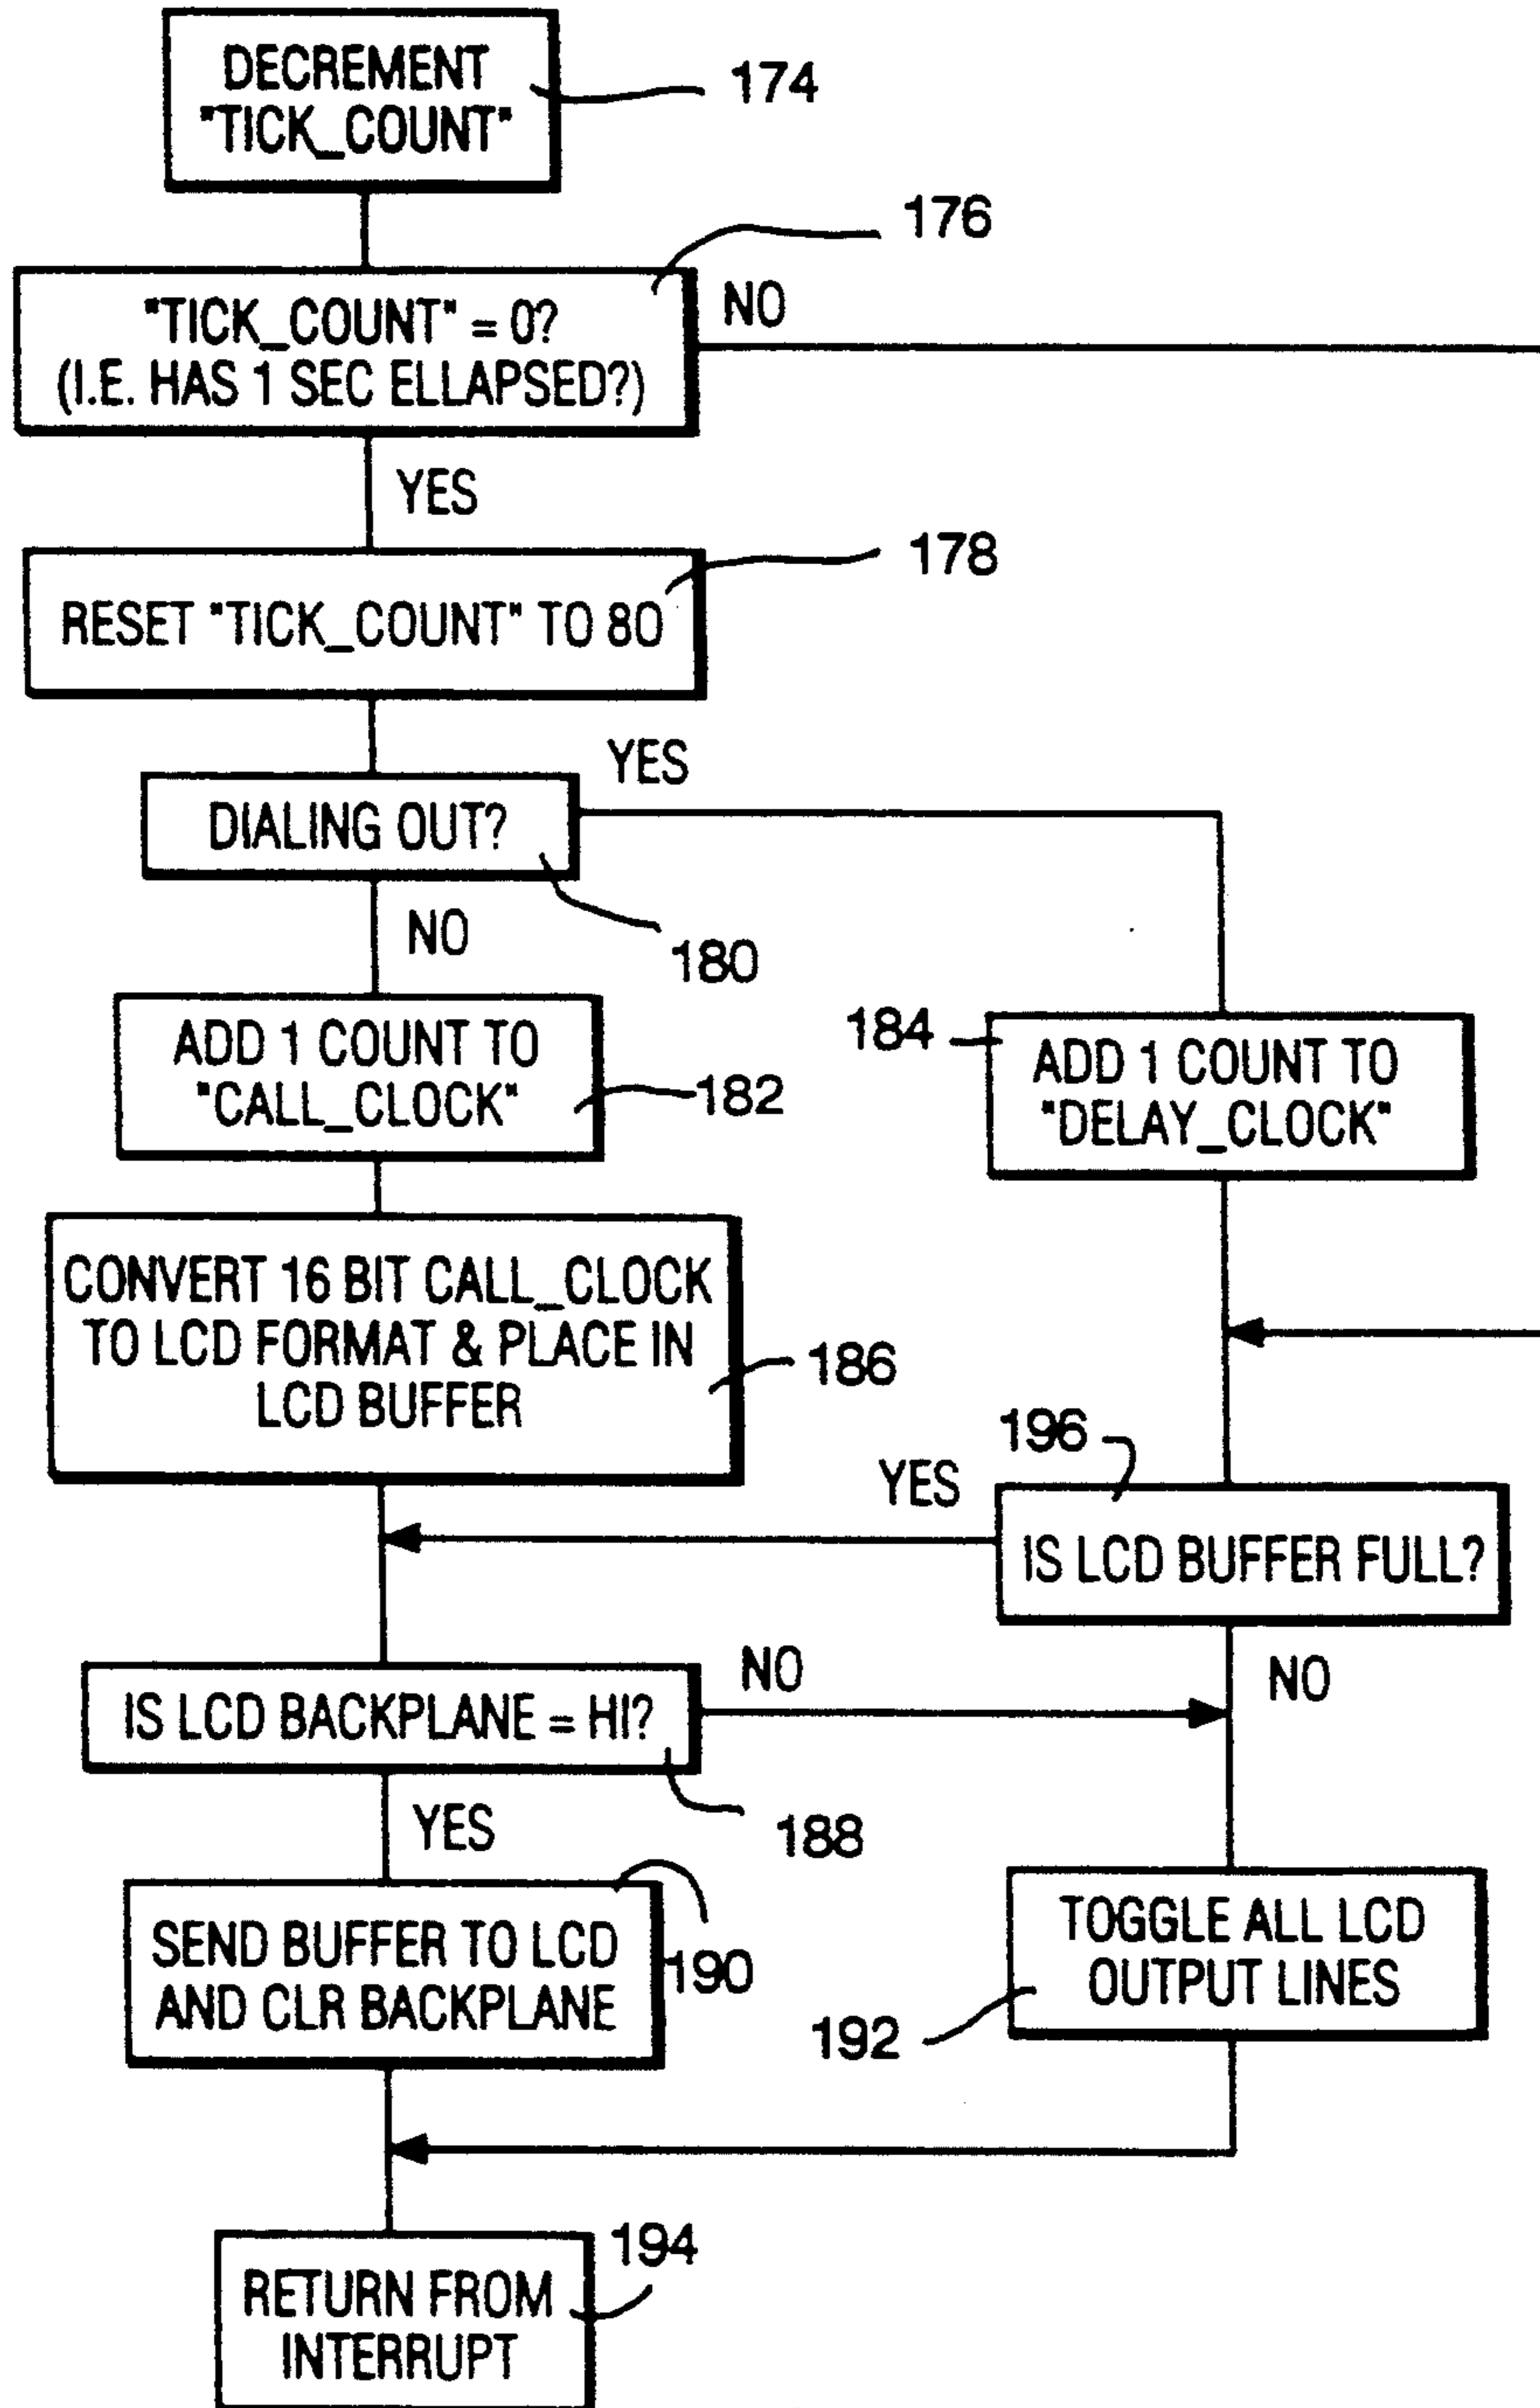 DECREMENT
"TICK_COUNT"
174
176
"TICK_COUNT" = 0?
(I.E. HAS 1 SEC ELLAPSED?)
NO
YES
178
RESET "TICK_COUNT" TO 80
YES
DIALING OUT?
NO
180
ADD 1 COUNT TO
"CALL_CLOCK"
182
184
ADD 1 COUNT TO
"DELAY_CLOCK"
CONVERT 16 BIT CALL_CLOCK
TO LCD FORMAT & PLACE IN
LCD BUFFER
186
196
YES
IS LCD BUFFER FULL?
NO
IS LCD BACKPLANE = HI?
NO
YES
188
SEND BUFFER TO LCD
AND CLR BACKPLANE
190
TOGGLE ALL LCD
OUTPUT LINES
192
194
RETURN FROM
INTERRUPT